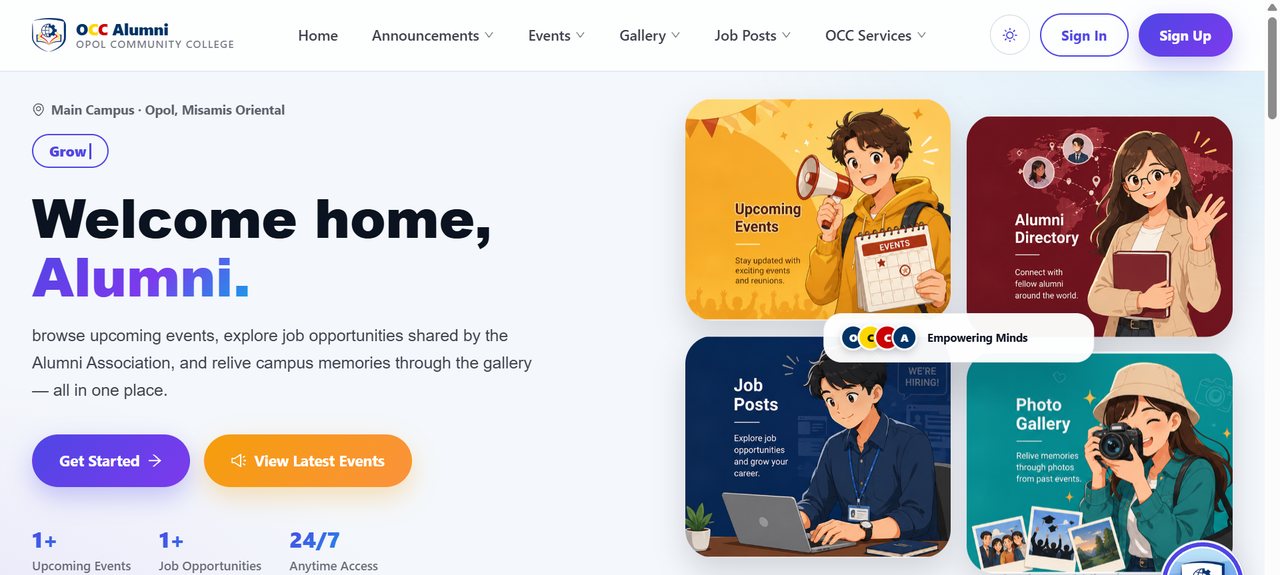 OCC Alumni
OPOL COMMUNITY COLLEGE
Home
Announcements
Events
Gallery
Job Posts
OCC Services
Sign In
Sign Up
Main Campus · Opol, Misamis Oriental
Grow
Welcome home,
Alumni.
browse upcoming events, explore job opportunities shared by the
Alumni Association, and relive campus memories through the gallery
— all in one place.
Get Started
View Latest Events
1+
Upcoming Events
1+
Job Opportunities
24/7
Anytime Access
Upcoming
Events
Stay updated with
exciting events
and reunions.
EVENTS
Alumni
Directory
Connect with
fellow alumni
around the world.
O C C A
Empowering Minds
Job
Posts
Explore job
opportunities
and grow your
career.
WE'RE
HIRING!
Photo
Gallery
Relive memories
through photos
from past events.